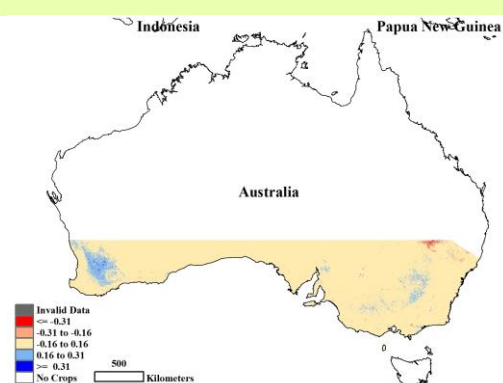 Indonesia
Papua New Guinea
Australia
Invalid Data
<= -0.31
-0.31 to -0.16
-0.16 to 0.16
0.16 to 0.31
>= 0.31
No Crops
500
Kilometers